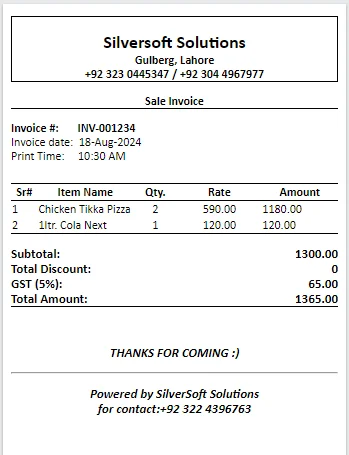 Silversoft Solutions
Gulberg, Lahore
+92 323 0445347 / +92 304 4967977
Sale Invoice
Invoice #: INV-001234
Invoice date: 18-Aug-2024
Print Time: 10:30 AM
Sr# Item Name Qty. Rate Amount
1 Chicken Tikka Pizza 2 590.00 1180.00
2 1ltr. Cola Next 1 120.00 120.00
Subtotal: 1300.00
Total Discount: 0
GST (5%): 65.00
Total Amount: 1365.00
THANKS FOR COMING :)
Powered by SilverSoft Solutions
for contact:+92 322 4396763